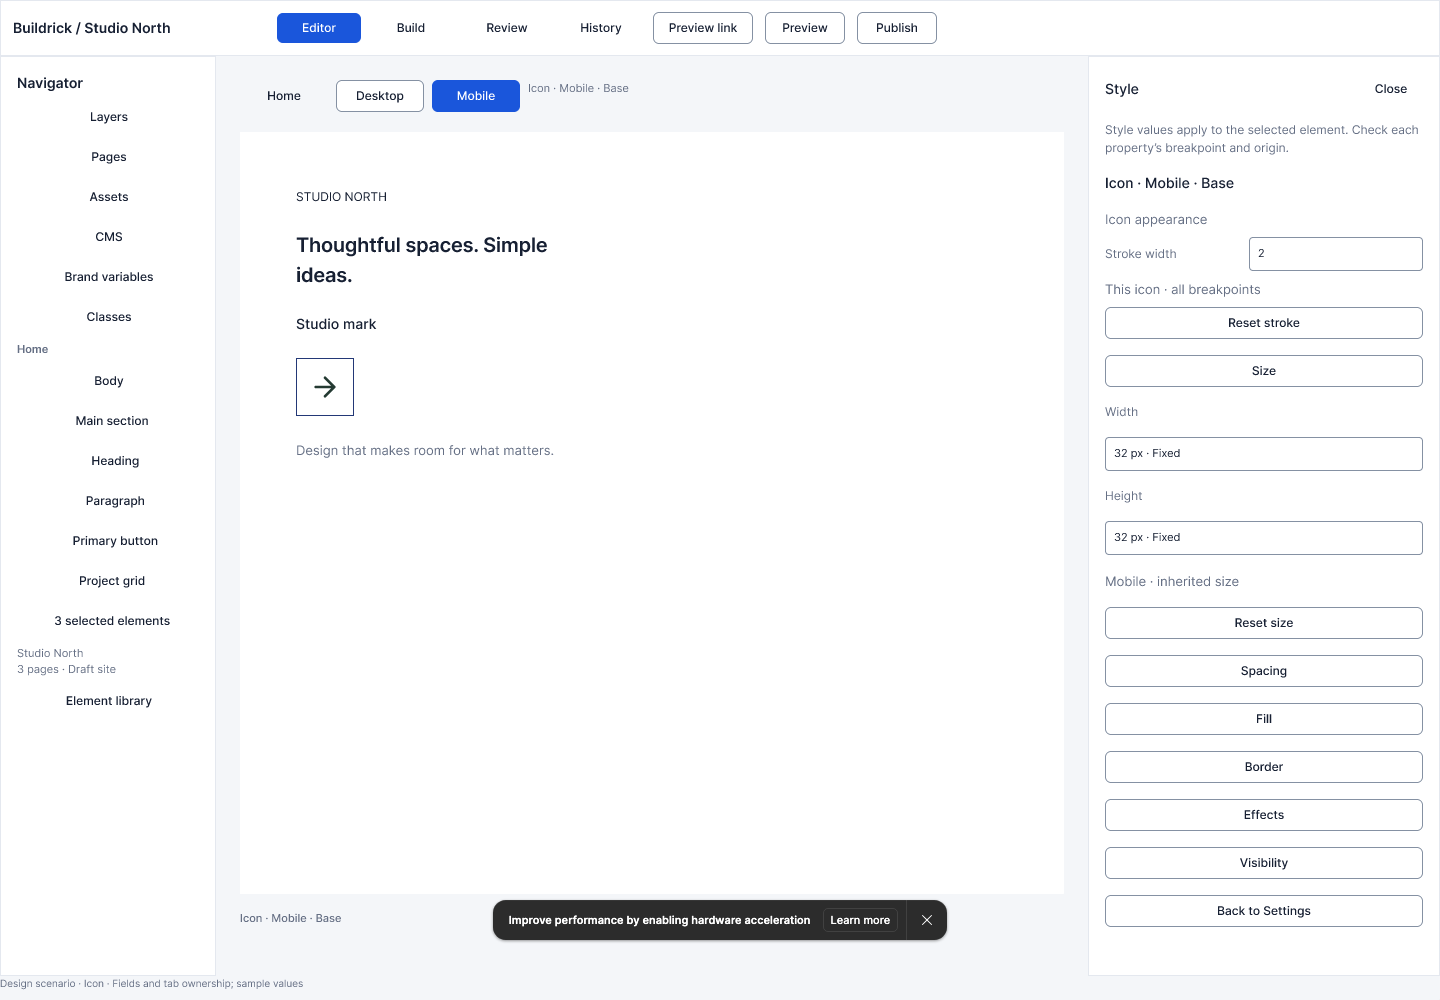 Buildrick / Studio North
Editor
Build
Review
History
Preview link
Preview
Publish
Navigator
Layers
Pages
Assets
CMS
Brand variables
Classes
Home
Body
Main section
Heading
Paragraph
Primary button
Project grid
3 selected elements
Studio North
3 pages · Draft site
Element library
Home
Desktop
Mobile
Icon · Mobile · Base
STUDIO NORTH
Thoughtful spaces. Simple
ideas.
Studio mark
Design that makes room for what matters.
Icon · Mobile · Base
Improve performance by enabling hardware acceleration
Learn more
Style
Close
Style values apply to the selected element. Check each
property’s breakpoint and origin.
Icon · Mobile · Base
Icon appearance
Stroke width
2
This icon · all breakpoints
Reset stroke
Size
Width
32 px · Fixed
Height
32 px · Fixed
Mobile · inherited size
Reset size
Spacing
Fill
Border
Effects
Visibility
Back to Settings
Design scenario · Icon · Fields and tab ownership; sample values